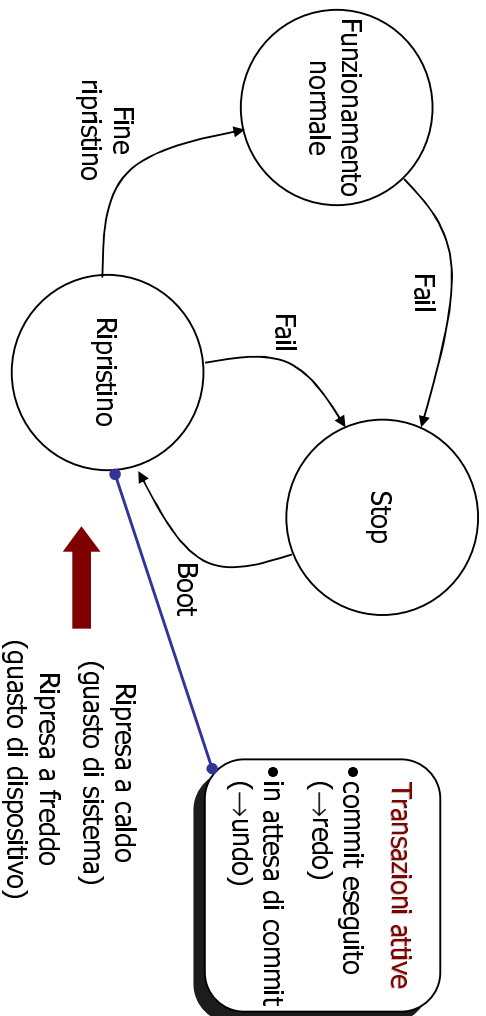 Fail
Funzionamento
normale
Stop
Fail
Fine
ripristino
Ripristino
Boot
Transazioni attive
• commit eseguito
(→redo)
• in attesa di commit
(→undo)
Ripresa a caldo
(guasto di sistema)
Ripresa a freddo
(guasto di dispositivo)